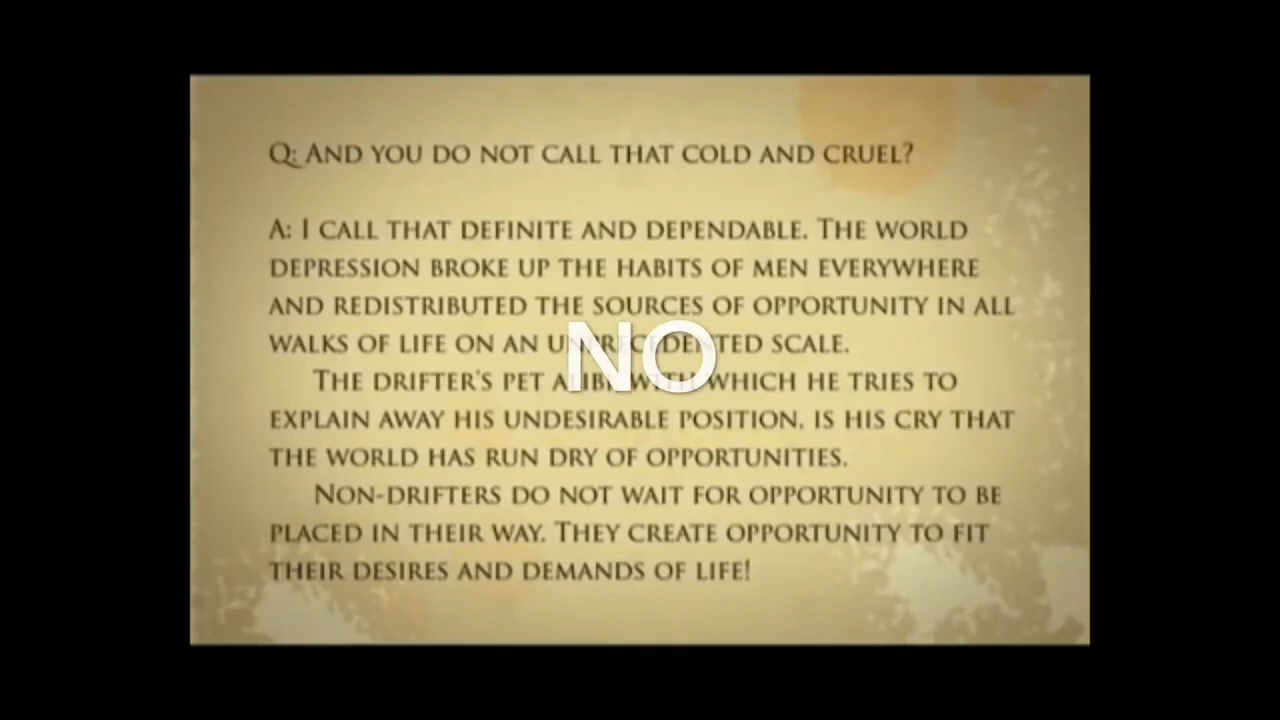 Q: AND YOU DO NOT CALL THAT COLD AND CRUEL?
A: I CALL THAT DEFINITE AND DEPENDABLE. THE WORLD
DEPRESSION BROKE UP THE HABITS OF MEN EVERYWHERE
AND REDISTRIBUTED THE SOURCES OF OPPORTUNITY IN ALL
WALKS OF LIFE ON AN UNPRECEDENTED SCALE.
NO
THE DRIFTER'S PET ALIBI, WITH WHICH HE TRIES TO
EXPLAIN AWAY HIS UNDESIRABLE POSITION, IS HIS CRY THAT
THE WORLD HAS RUN DRY OF OPPORTUNITIES.
NON-DRIFTERS DO NOT WAIT FOR OPPORTUNITY TO BE
PLACED IN THEIR WAY. THEY CREATE OPPORTUNITY TO FIT
THEIR DESIRES AND DEMANDS OF LIFE!